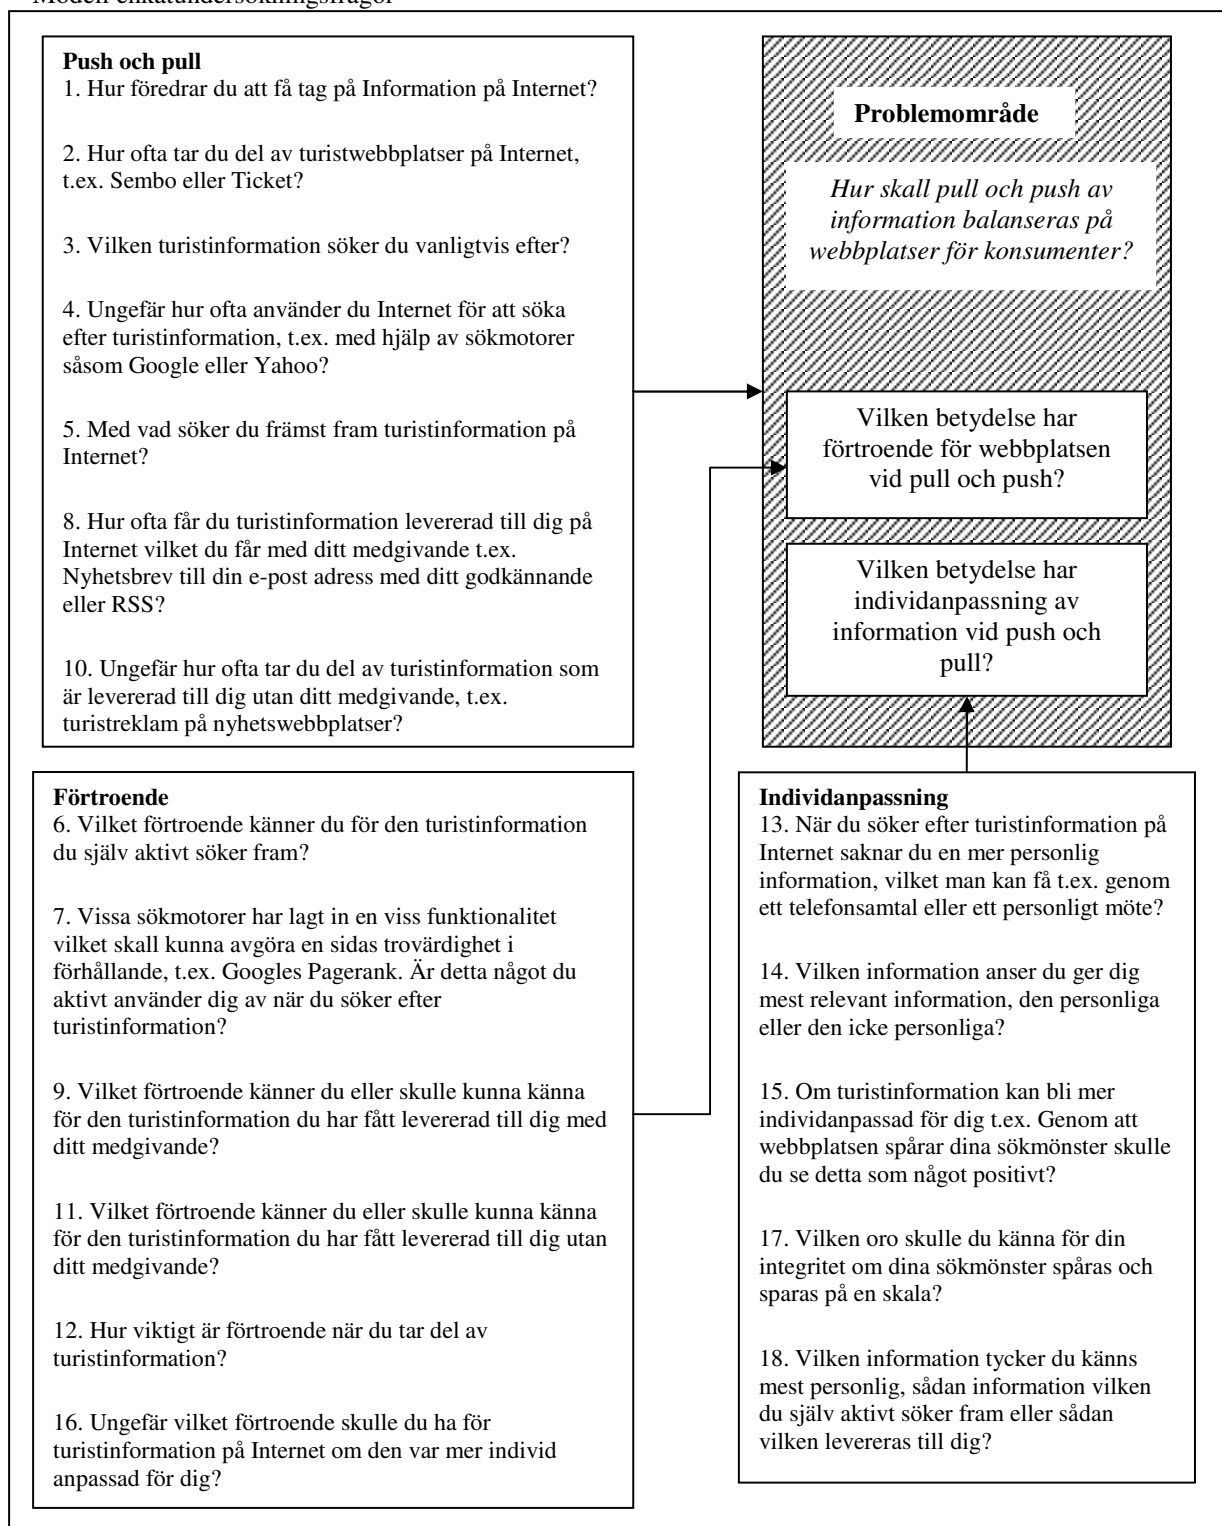 Modell enkätundersökningsfrågor
Push och pull
1. Hur föredrar du att få tag på Information på Internet?
2. Hur ofta tar du del av turistwebbplatser på Internet,
t.ex. Sembo eller Ticket?
3. Vilken turistinformation söker du vanligtvis efter?
4. Ungefär hur ofta använder du Internet för att söka
efter turistinformation, t.ex. med hjälp av sökmotorer
såsom Google eller Yahoo?
5. Med vad söker du främst fram turistinformation på
Internet?
8. Hur ofta får du turistinformation levererad till dig på
Internet vilket du får med ditt medgivande t.ex.
Nyhetsbrev till din e-post adress med ditt godkännande
eller RSS?
10. Ungefär hur ofta tar du del av turistinformation som
är levererad till dig utan ditt medgivande, t.ex.
turistreklam på nyhetswebbplatser?
Problemområde
Hur skall pull och push av
information balanseras på
webbplatser för konsumenter?
Vilken betydelse har
förtroende för webbplatsen
vid pull och push?
Vilken betydelse har
individanpassning av
information vid push och
pull?
Förtroende
6. Vilket förtroende känner du för den turistinformation
du själv aktivt söker fram?
7. Vissa sökmotorer har lagt in en viss funktionalitet
vilket skall kunna avgöra en sidas trovärdighet i
förhållande, t.ex. Googles Pagerank. Är detta något du
aktivt använder dig av när du söker efter
turistinformation?
9. Vilket förtroende känner du eller skulle kunna känna
för den turistinformation du har fått levererad till dig med
ditt medgivande?
11. Vilket förtroende känner du eller skulle kunna känna
för den turistinformation du har fått levererad till dig utan
ditt medgivande?
12. Hur viktigt är förtroende när du tar del av
turistinformation?
16. Ungefär vilket förtroende skulle du ha för
turistinformation på Internet om den var mer individ
anpassad för dig?
Individanpassning
13. När du söker efter turistinformation på
Internet saknar du en mer personlig
information, vilket man kan få t.ex. genom
ett telefonsamtal eller ett personligt möte?
14. Vilken information anser du ger dig
mest relevant information, den personliga
eller den icke personliga?
15. Om turistinformation kan bli mer
individanpassad för dig t.ex. Genom att
webbplatsen spårar dina sökmönster skulle
du se detta som något positivt?
17. Vilken oro skulle du känna för din
integritet om dina sökmönster spåras och
sparas på en skala?
18. Vilken information tycker du känns
mest personlig, sådan information vilken
du själv aktivt söker fram eller sådan
vilken levereras till dig?